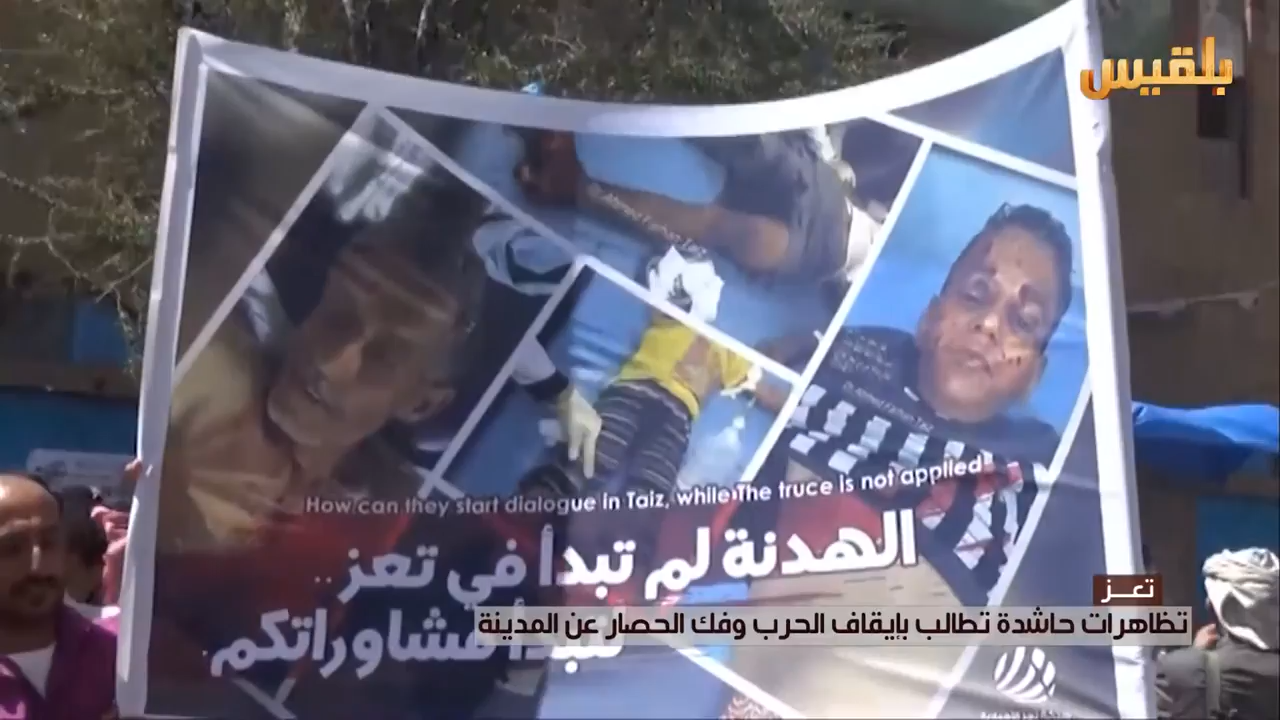 بلقيس
How can they start dialogue in Taiz, while The truce is not applied
الهدنة لم تبدأ في تعز..
مشاوراتكم
تعز
تظاهرات حاشدة تطالب بإيقاف الحرب وفك الحصار عن المدينة